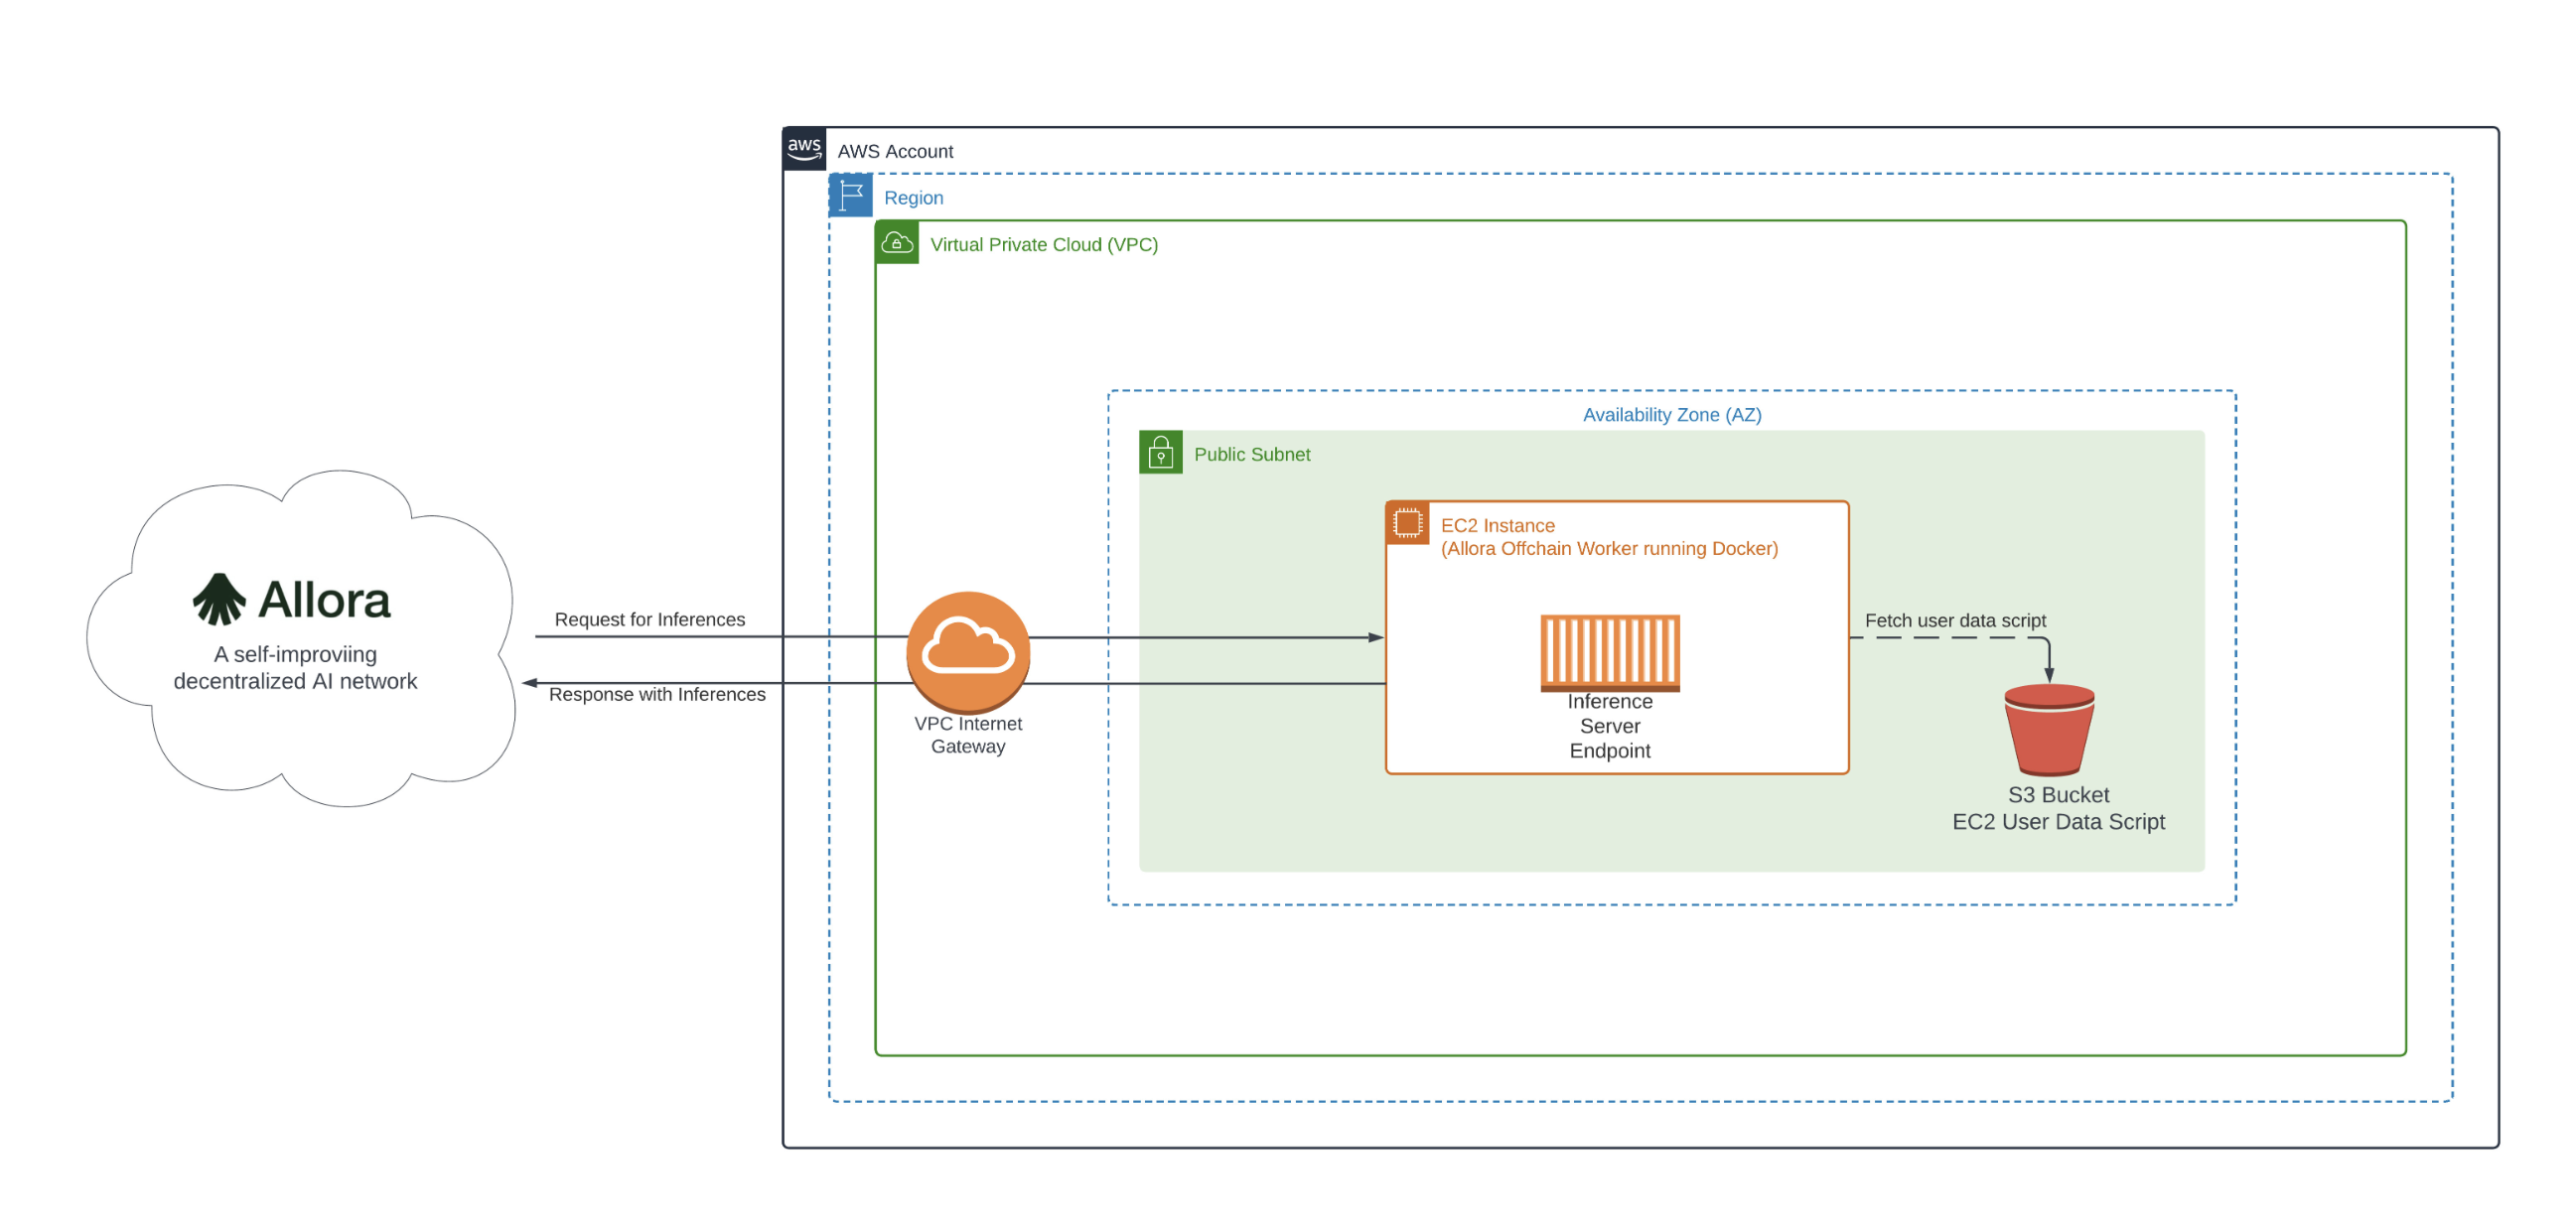 aws
AWS Account
Region
Virtual Private Cloud (VPC)
Availability Zone (AZ)
Public Subnet
EC2 Instance
(Allora Offchain Worker running Docker)
Allora
A self-improviing
decentralized AI network
Request for Inferences
Response with Inferences
VPC Internet
Gateway
Inference
Server
Endpoint
Fetch user data script
S3 Bucket
EC2 User Data Script